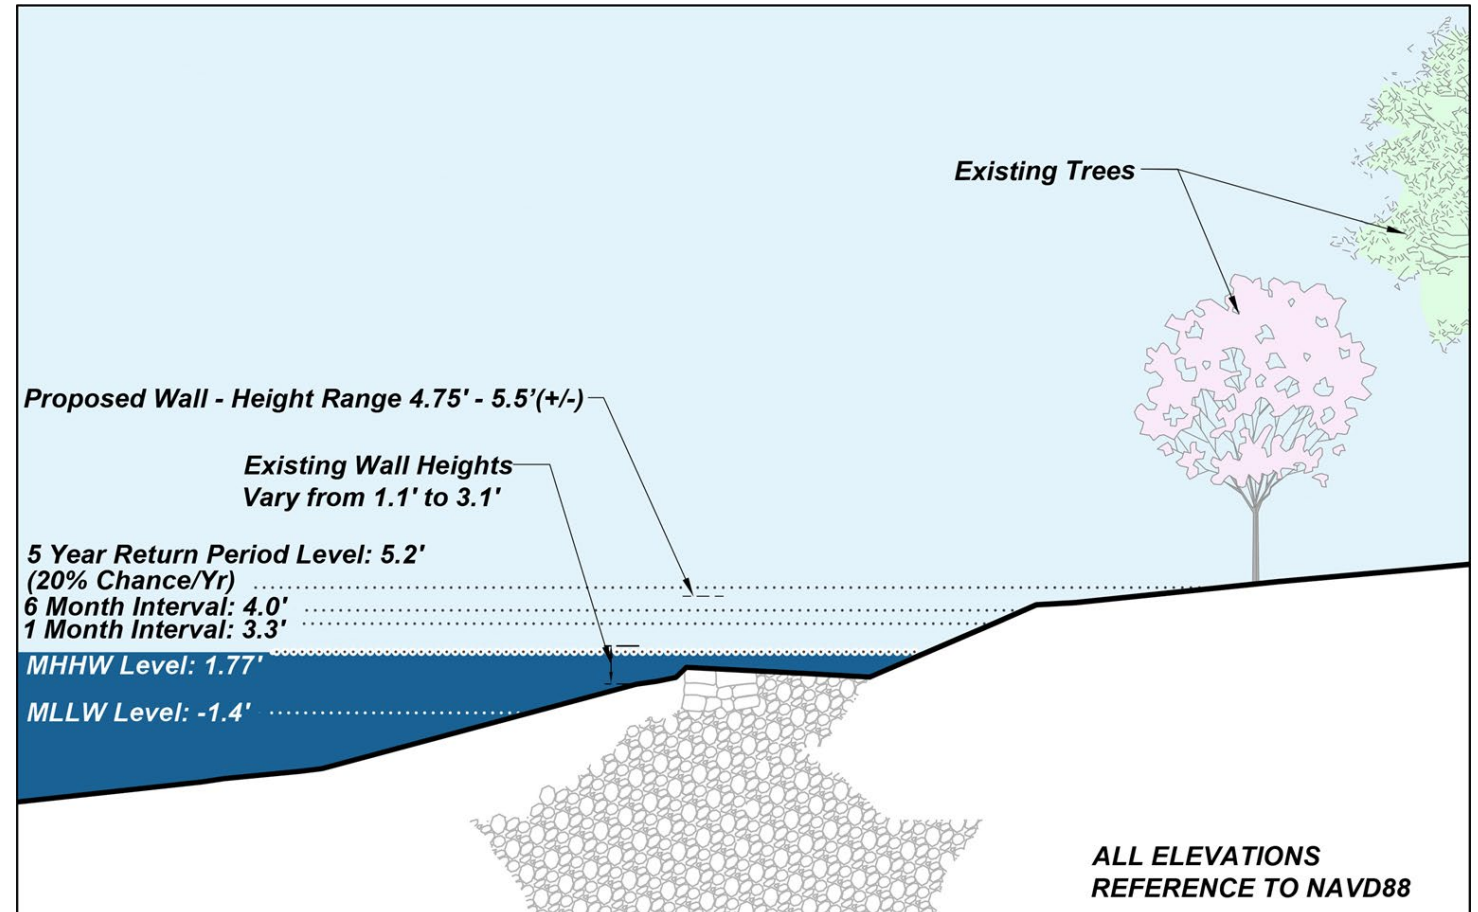 Existing Trees
Proposed Wall - Height Range 4.75' - 5.5’(+/-)
Existing Wall Heights
Vary from 1.1' to 3.1'
5 Year Return Period Level: 5.2'
(20% Chance/Yr)
6 Month Interval: 4.0'
1 Month Interval: 3.3'
MHHW Level: 1.77'
MLLW Level: -1.4'
ALL ELEVATIONS
REFERENCE TO NAVD88